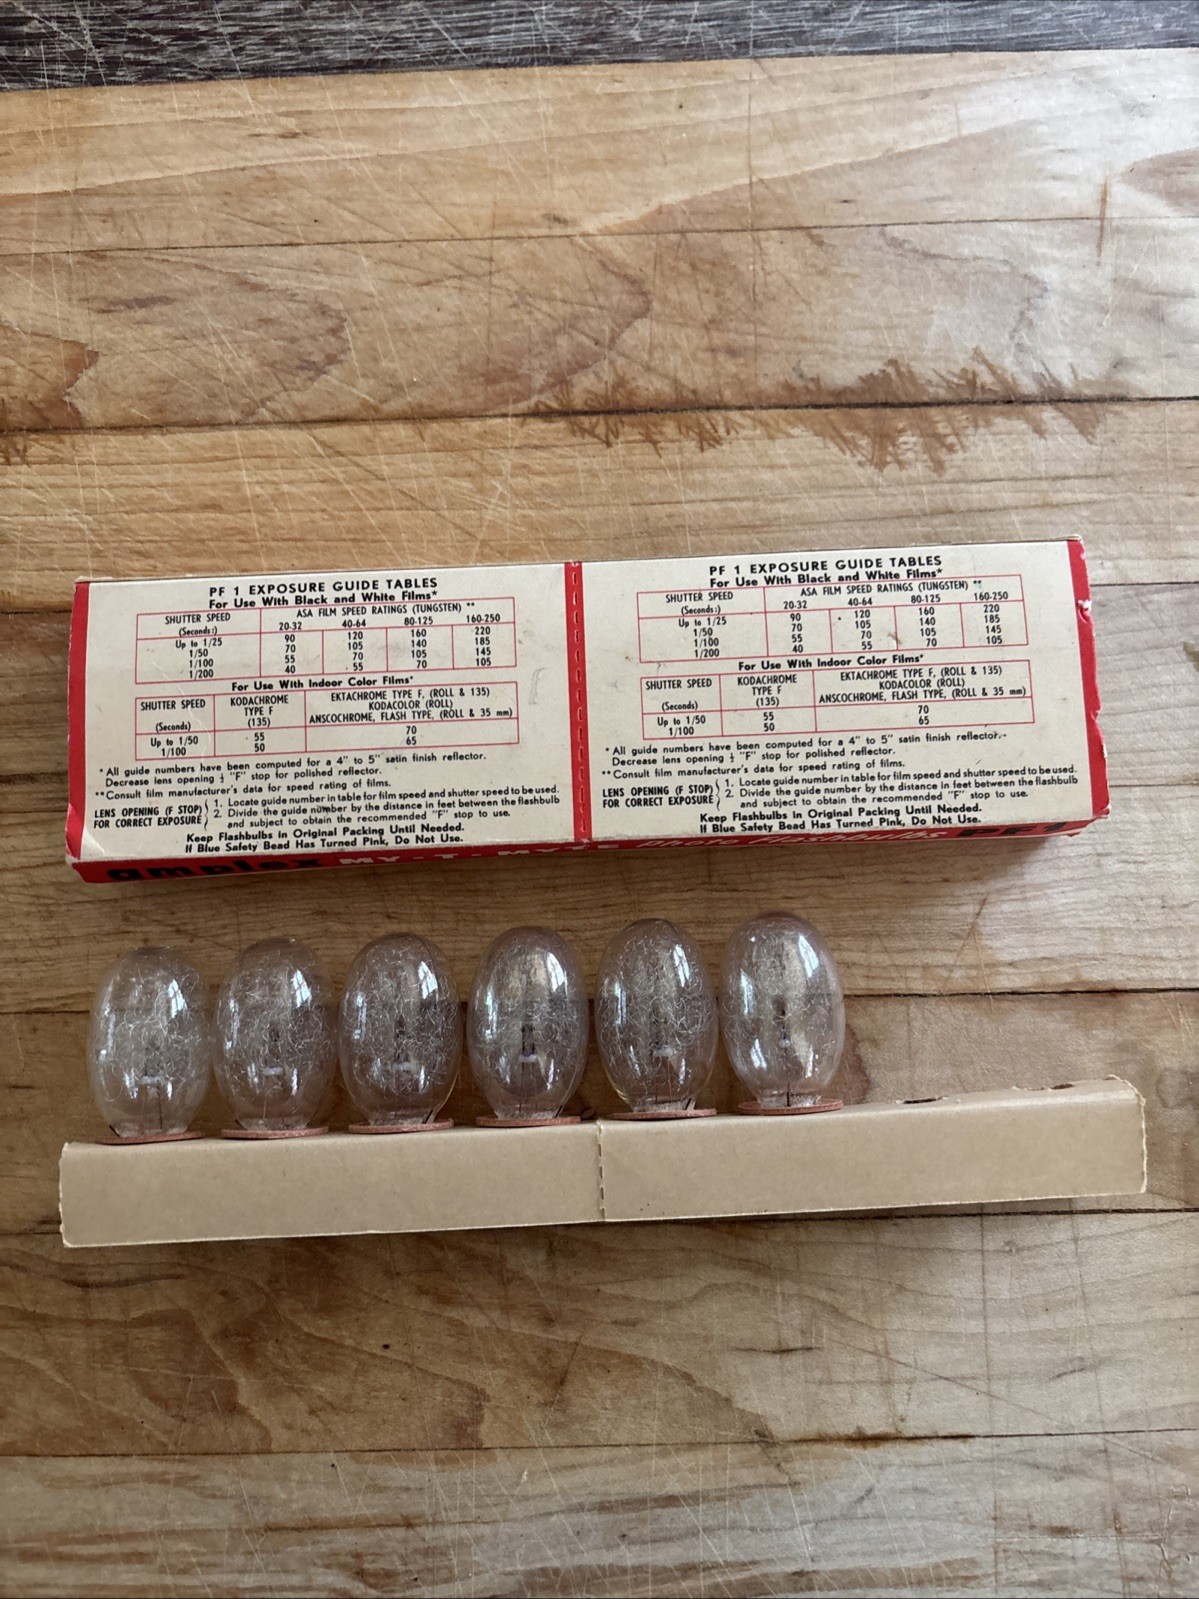 PF 1 EXPOSURE GUIDE TABLES
For Use With Black and White Films*
SHUTTER SPEED
(Seconds:)
ASA FILM SPEED RATINGS (TUNGSTEN) **
20-32 40-64 80-125 160-250
Up to 1/25 90 120 160 220
1/50 70 105 140 185
1/100 55 70 105 145
1/200 40 55 70 105
For Use With Indoor Color Films*
SHUTTER SPEED
(Seconds)
KODACHROME
TYPE F
(135)
EKTACHROME TYPE F, (ROLL & 135)
KODACOLOR (ROLL)
ANSCOCHROME, FLASH TYPE, (ROLL & 35 mm)
Up to 1/50 55 70
1/100 50 65
*All guide numbers have been computed for a 4" to 5" satin finish reflector.
Decrease lens opening ½ "F" stop for polished reflector.
**Consult film manufacturer's data for speed rating of films.
LENS OPENING (F STOP)
FOR CORRECT EXPOSURE
1. Locate guide number in table for film speed and shutter speed to be used.
2. Divide the guide number by the distance in feet between the flashbulb
and subject to obtain the recommended "F" stop to use.
Keep Flashbulbs in Original Packing Until Needed.
If Blue Safety Bead Has Turned Pink, Do Not Use.
PF 1 EXPOSURE GUIDE TABLES
For Use With Black and White Films*
SHUTTER SPEED
(Seconds:)
ASA FILM SPEED RATINGS (TUNGSTEN) **
20-32 40-64 80-125 160-250
Up to 1/25 90 120 160 220
1/50 70 105 140 185
1/100 55 70 105 145
1/200 40 55 70 105
For Use With Indoor Color Films*
SHUTTER SPEED
(Seconds)
KODACHROME
TYPE F
(135)
EKTACHROME TYPE F, (ROLL & 135)
KODACOLOR (ROLL)
ANSCOCHROME, FLASH TYPE, (ROLL & 35 mm)
Up to 1/50 55 70
1/100 50 65
*All guide numbers have been computed for a 4" to 5" satin finish reflector.
Decrease lens opening ½ "F" stop for polished reflector.
**Consult film manufacturer's data for speed rating of films.
LENS OPENING (F STOP)
FOR CORRECT EXPOSURE
1. Locate guide number in table for film speed and shutter speed to be used.
2. Divide the guide number by the distance in feet between the flashbulb
and subject to obtain the recommended "F" stop to use.
Keep Flashbulbs in Original Packing Until Needed.
If Blue Safety Bead Has Turned Pink, Do Not Use.
amplex MY·T·MYTE Photo Flashbulbs PF1